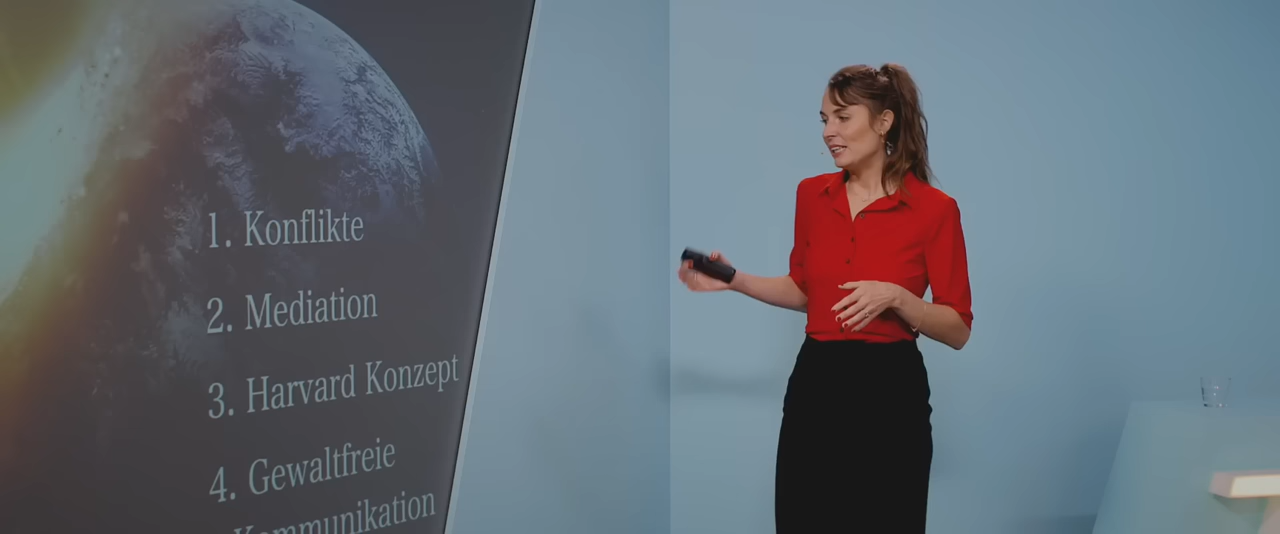 1. Konflikte
2. Mediation
3. Harvard Konzept
4. Gewaltfreie
Kommunikation